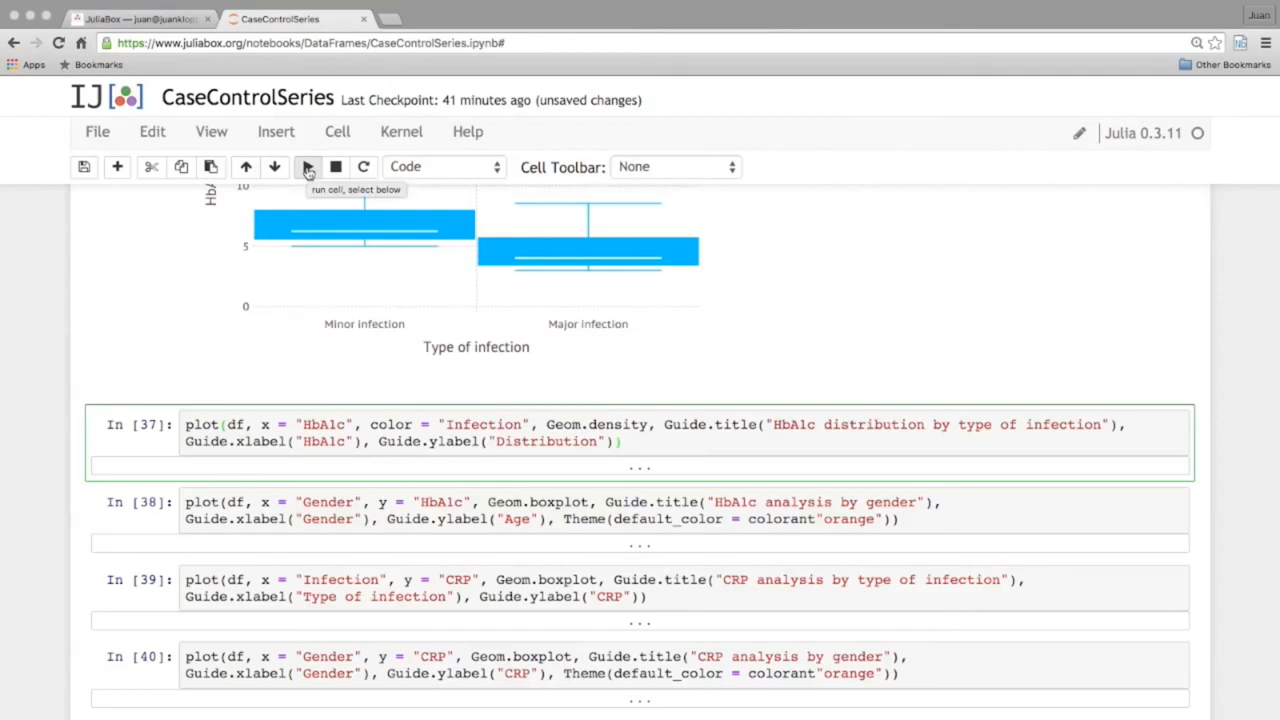 JuliaBox — juan@juanklopp
CaseControlSeries
Juan
https://www.juliabox.org/notebooks/DataFrames/CaseControlSeries.ipynb#
Apps
Bookmarks
Other Bookmarks
IJ[ ]
CaseControlSeries Last Checkpoint: 41 minutes ago (unsaved changes)
File Edit View Insert Cell Kernel Help
Julia 0.3.11
Code
Cell Toolbar: None
run cell, select below
10
5
0
Minor infection
Major infection
Type of infection
In [37]: plot(df, x = "HbA1c", color = "Infection", Geom.density, Guide.title("HbA1c distribution by type of infection"),
Guide.xlabel("HbA1c"), Guide.ylabel("Distribution"))
...
In [38]: plot(df, x = "Gender", y = "HbA1c", Geom.boxplot, Guide.title("HbA1c analysis by gender"),
Guide.xlabel("Gender"), Guide.ylabel("Age"), Theme(default_color = colorant"orange"))
...
In [39]: plot(df, x = "Infection", y = "CRP", Geom.boxplot, Guide.title("CRP analysis by type of infection"),
Guide.xlabel("Type of infection"), Guide.ylabel("CRP"))
...
In [40]: plot(df, x = "Gender", y = "CRP", Geom.boxplot, Guide.title("CRP analysis by gender"),
Guide.xlabel("Gender"), Guide.ylabel("CRP"), Theme(default_color = colorant"orange"))
...